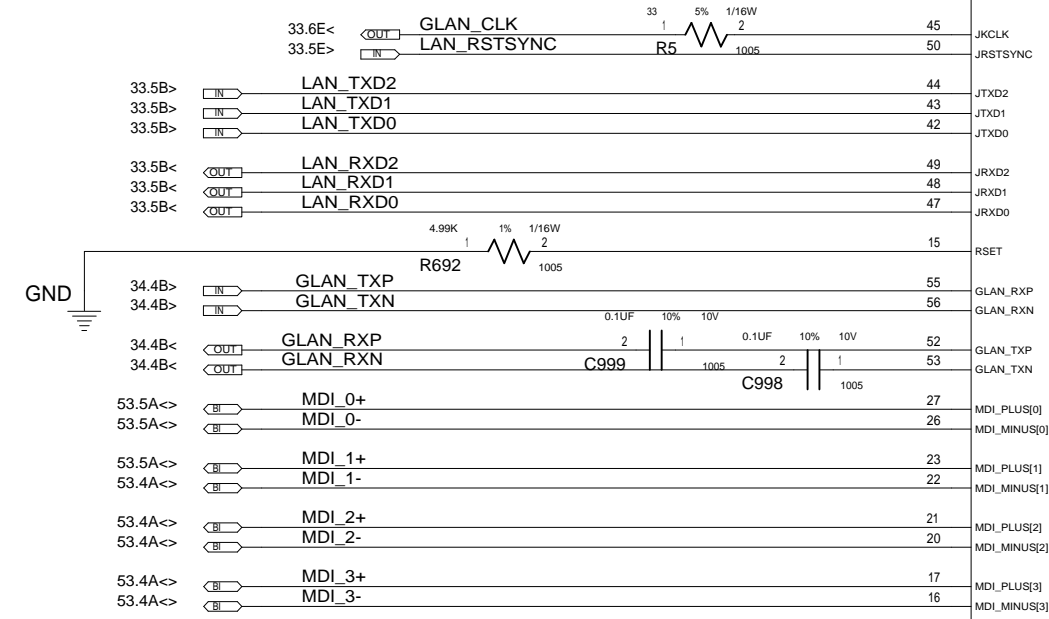 33 5% 1/16W
33.6E< OUT GLAN_CLK 1 2 45 JKCLK
33.5E> IN LAN_RSTSYNC R5 1005 50 JRSTSYNC
33.5B> IN LAN_TXD2 44 JTXD2
33.5B> IN LAN_TXD1 43 JTXD1
33.5B> IN LAN_TXD0 42 JTXD0
33.5B< OUT LAN_RXD2 49 JRXD2
33.5B< OUT LAN_RXD1 48 JRXD1
33.5B< OUT LAN_RXD0 47 JRXD0
4.99K 1% 1/16W
1 2 15 RSET
R692 1005
GND
34.4B> IN GLAN_TXP 55 GLAN_RXP
34.4B> IN GLAN_TXN 56 GLAN_RXN
0.1UF 10% 10V
34.4B< OUT GLAN_RXP 2 1 0.1UF 10% 10V 52 GLAN_TXP
34.4B< OUT GLAN_RXN C999 1005 2 1 53 GLAN_TXN
C998 1005
53.5A<> BI MDI_0+ 27 MDI_PLUS[0]
53.5A<> BI MDI_0- 26 MDI_MINUS[0]
53.5A<> BI MDI_1+ 23 MDI_PLUS[1]
53.4A<> BI MDI_1- 22 MDI_MINUS[1]
53.4A<> BI MDI_2+ 21 MDI_PLUS[2]
53.4A<> BI MDI_2- 20 MDI_MINUS[2]
53.4A<> BI MDI_3+ 17 MDI_PLUS[3]
53.4A<> BI MDI_3- 16 MDI_MINUS[3]